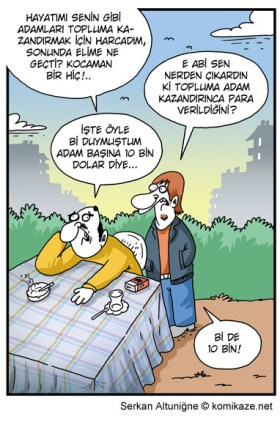 HAYATIMI SENİN GİBİ
ADAMLARI TOPLUMA KA-
ZANDIRMAK İÇİN HARCADIM,
SONUNDA ELİME NE
GEÇTİ? KOCAMAN
BİR HİÇ!..
E ABİ SEN
NERDEN ÇIKARDIN
Kİ TOPLUMA ADAM
KAZANDIRINCA PARA
VERİLDİĞİNİ?
İŞTE ÖYLE
Bİ DUYMUŞTUM
ADAM BAŞINA 10 BİN
DOLAR DİYE...
Bİ DE
10 BİN!
Serkan Altuniğne © komikaze.net